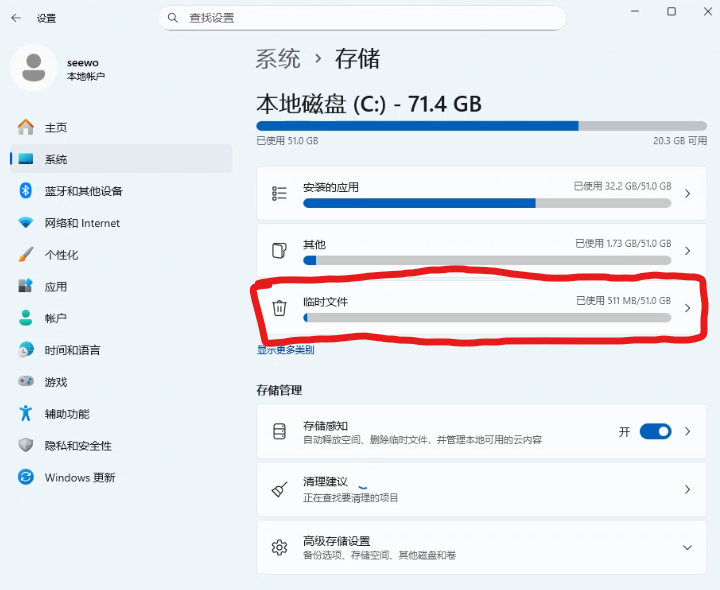 设置
查找设置
seewo
本地帐户
主页
系统
蓝牙和其他设备
网络和 Internet
个性化
应用
帐户
时间和语言
游戏
辅助功能
隐私和安全性
Windows 更新
系统 › 存储
本地磁盘 (C:) - 71.4 GB
已使用 51.0 GB
20.3 GB 可用
安装的应用
已使用 32.2 GB/51.0 GB
其他
已使用 1.73 GB/51.0 GB
临时文件
已使用 511 MB/51.0 GB
显示更多类别
存储管理
存储感知
自动释放空间、删除临时文件，并管理本地可用的云内容
开
清理建议
正在查找要清理的项目
高级存储设置
备份选项、存储空间、其他磁盘和卷